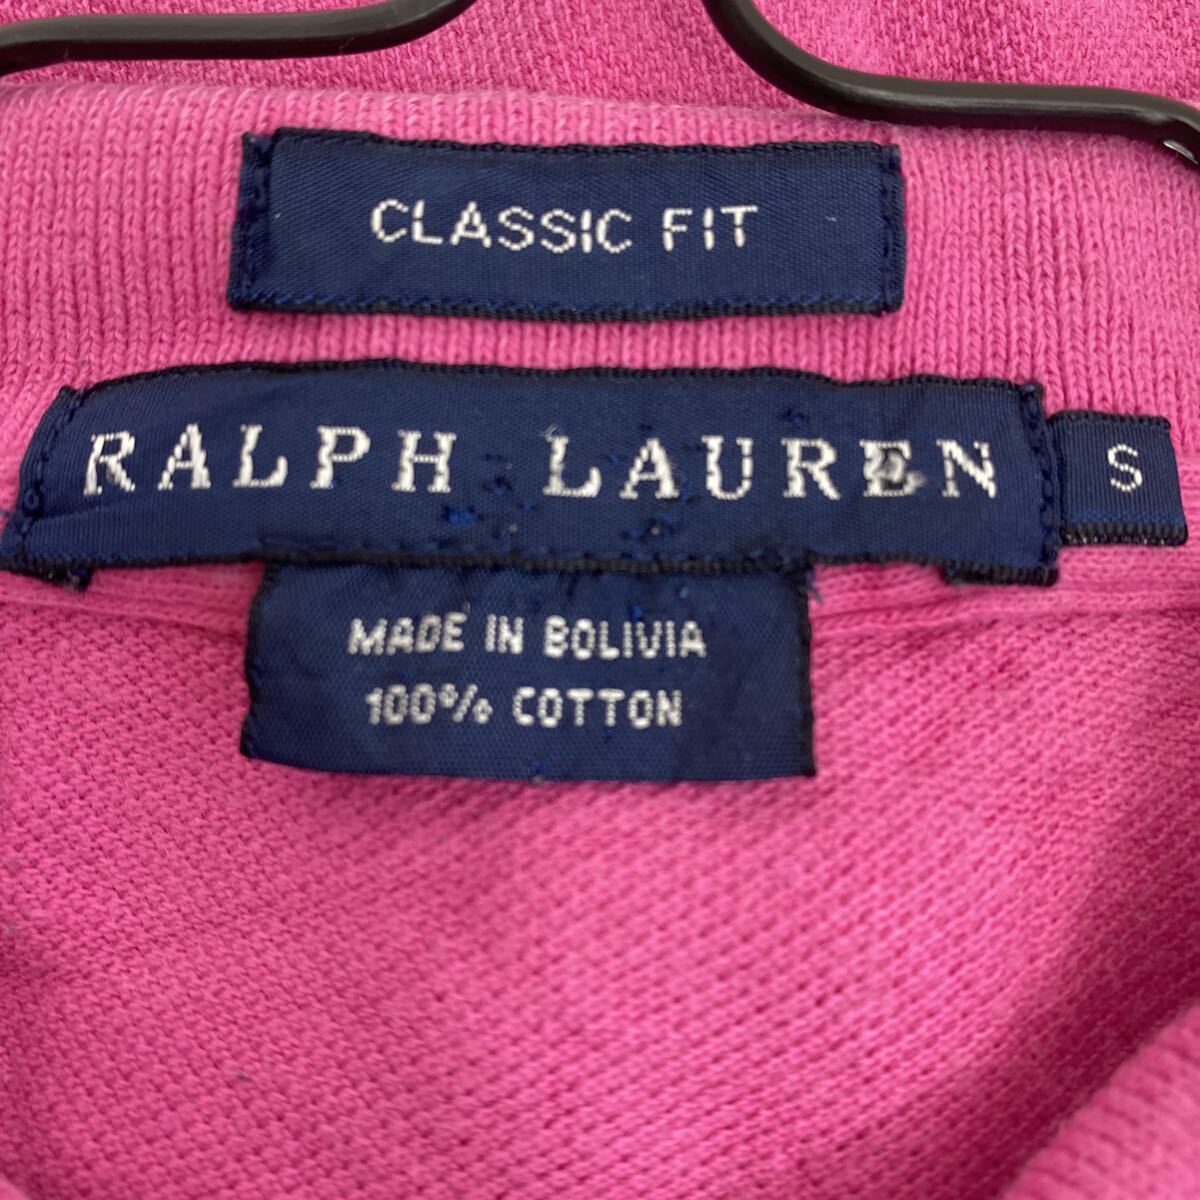 CLASSIC FIT
RALPH LAUREN
S
MADE IN BOLIVIA
100% COTTON